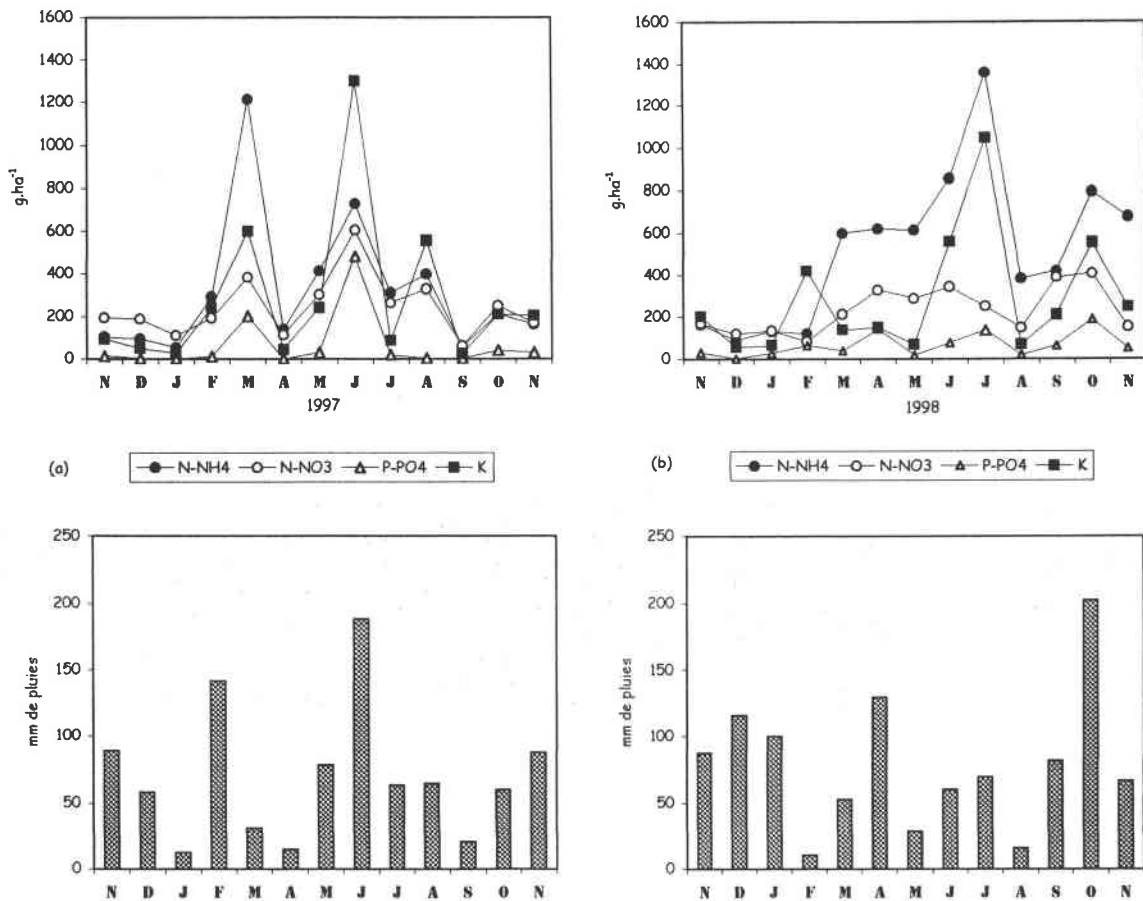 1600
1400
1200
1000
800
600
400
200
0
g.ha-1
N D J F M A M J J A S O N
1997
(a)
N-NH4 N-NO3 P-PO4 K
1600
1400
1200
1000
800
600
400
200
0
g.ha-1
N D J F M A M J J A S O N
1998
(b)
N-NH4 N-NO3 P-PO4 K
250
200
150
100
50
0
mm de pluies
N D J F M A M J J A S O N
250
200
150
100
50
0
mm de pluies
N D J F M A M J J A S O N